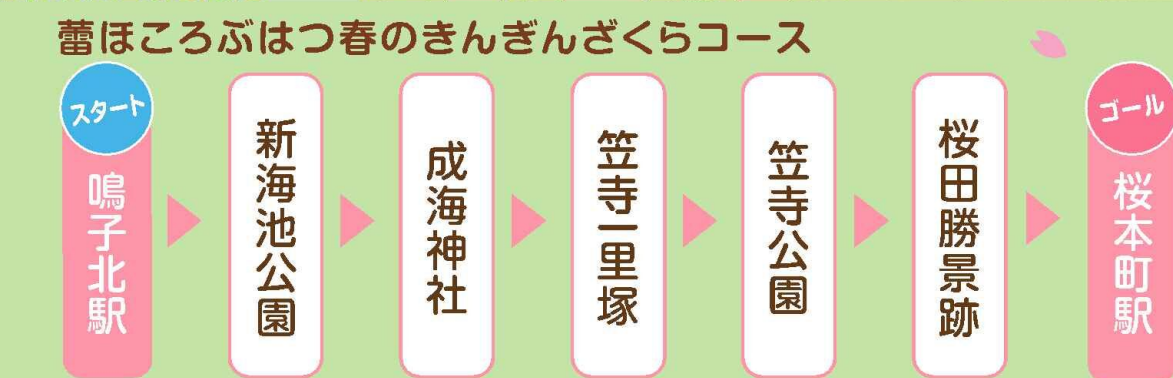 蕾ほころぶはつ春のきんぎんざくらコース
スタート
鳴子北駅
新海池公園
成海神社
笠寺一里塚
笠寺公園
桜田勝景跡
ゴール
桜本町駅